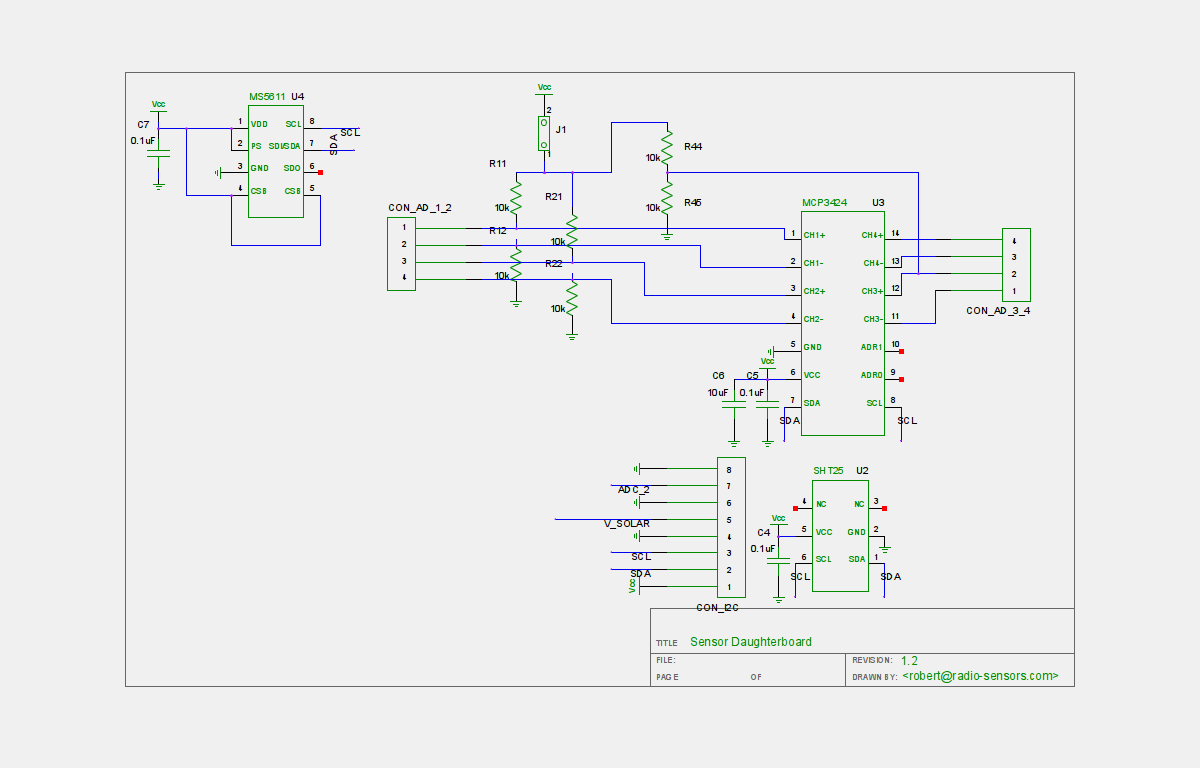 MS5611 U4
Vcc
C7
0.1uF
1 VDD SCL 8
SCL
2 PS SDI/SDA 7
SDA
3 GND SDO 6
4 CSB CSB 5
Vcc
2
J1
1
R11
10k
R21
10k
R12
10k
R22
10k
R44
10k
R45
10k
CON_AD_1_2
1
2
3
4
MCP3424 U3
1 CH1+ CH4+ 14
2 CH1- CH4- 13
3 CH2+ CH3+ 12
4 CH2- CH3- 11
5 GND ADR1 10
6 VCC ADR0 9
7 SDA SCL 8
SDA
SCL
Vcc
C6 C5
10uF 0.1uF
4
3
2
1
CON_AD_3_4
8
7
ADC_2
6
5
V_SOLAR
4
3
SCL
2
SDA
1
Vcc
CON_I2C
SHT25 U2
4 NC NC 3
5 VCC GND 2
6 SCL SDA 1
Vcc
C4
0.1uF
SCL
SDA
TITLE Sensor Daughterboard
FILE: REVISION: 1.2
PAGE OF DRAWN BY: <robert@radio-sensors.com>